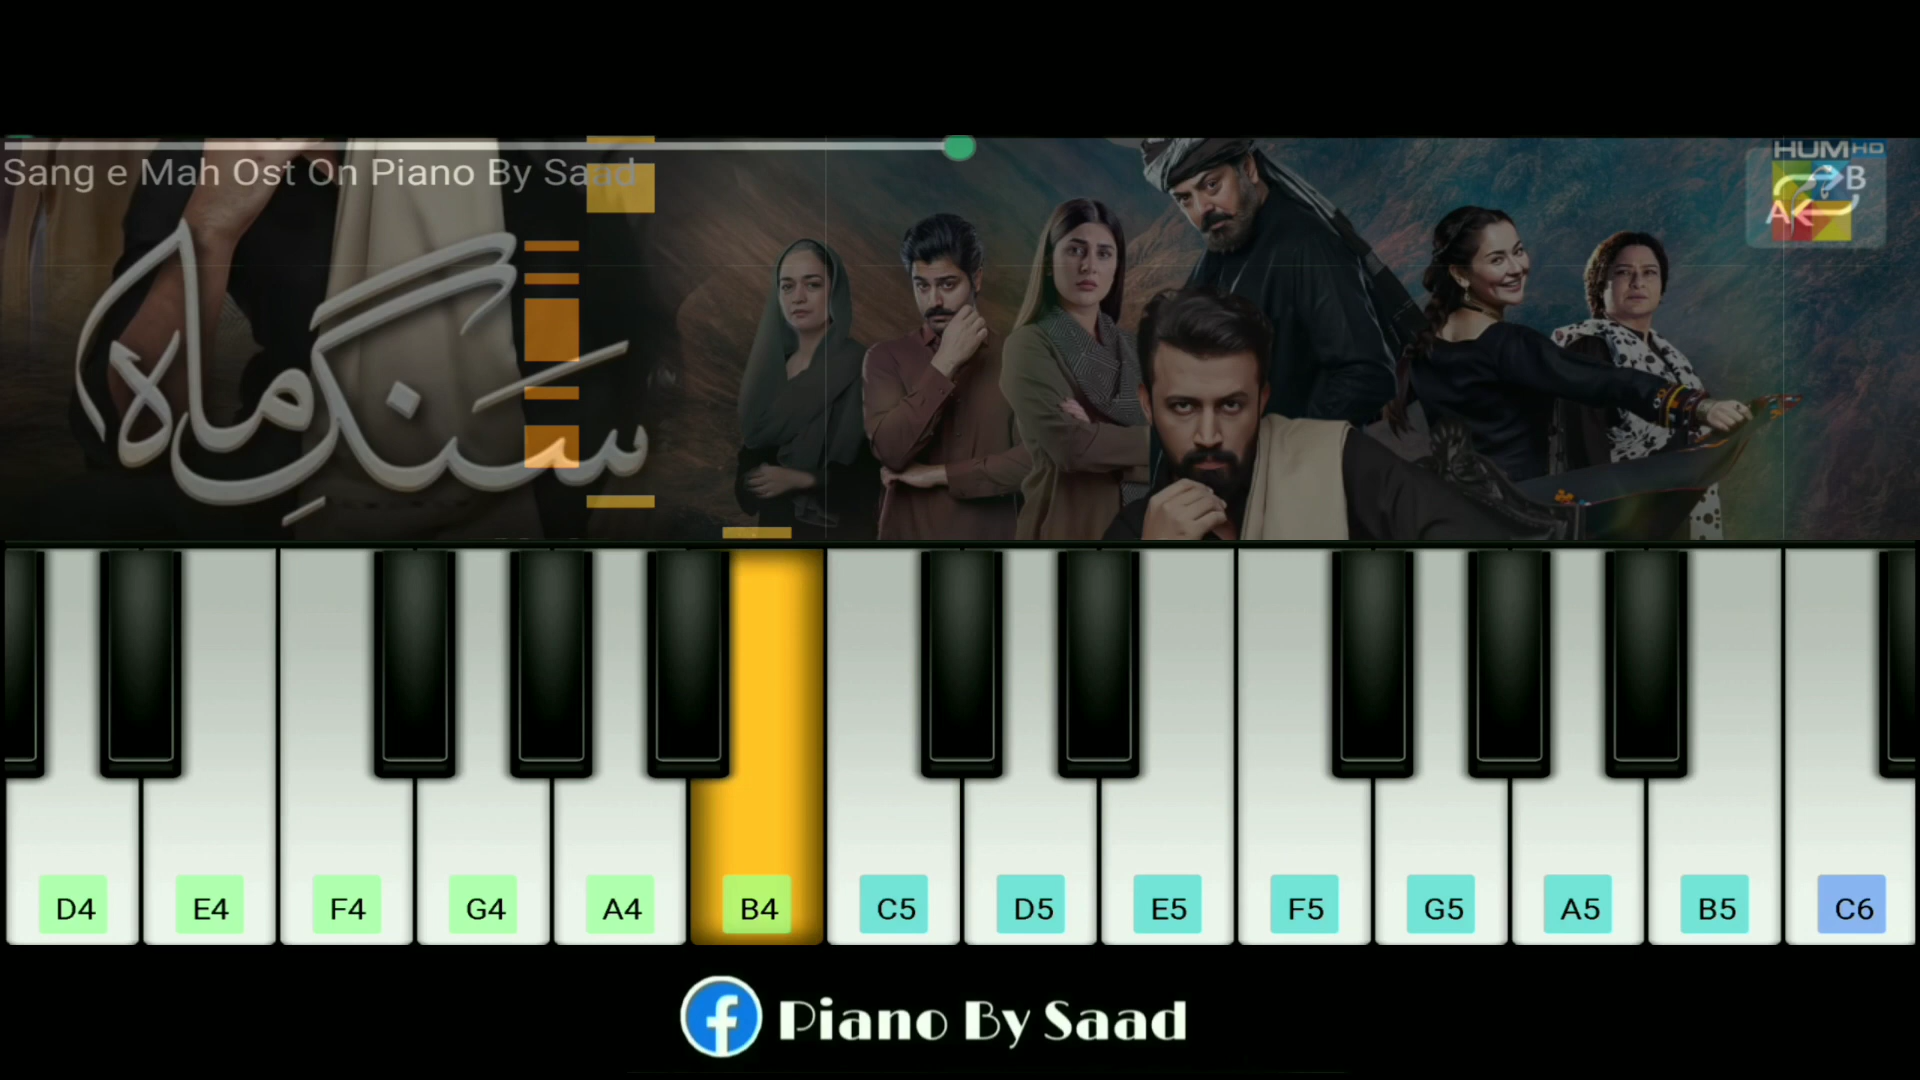 HUM HD
Sang e Mah Ost On Piano By Saad
B
A
سنگِ ماہ
D4 E4 F4 G4 A4 B4 C5 D5 E5 F5 G5 A5 B5 C6
f Piano By Saad